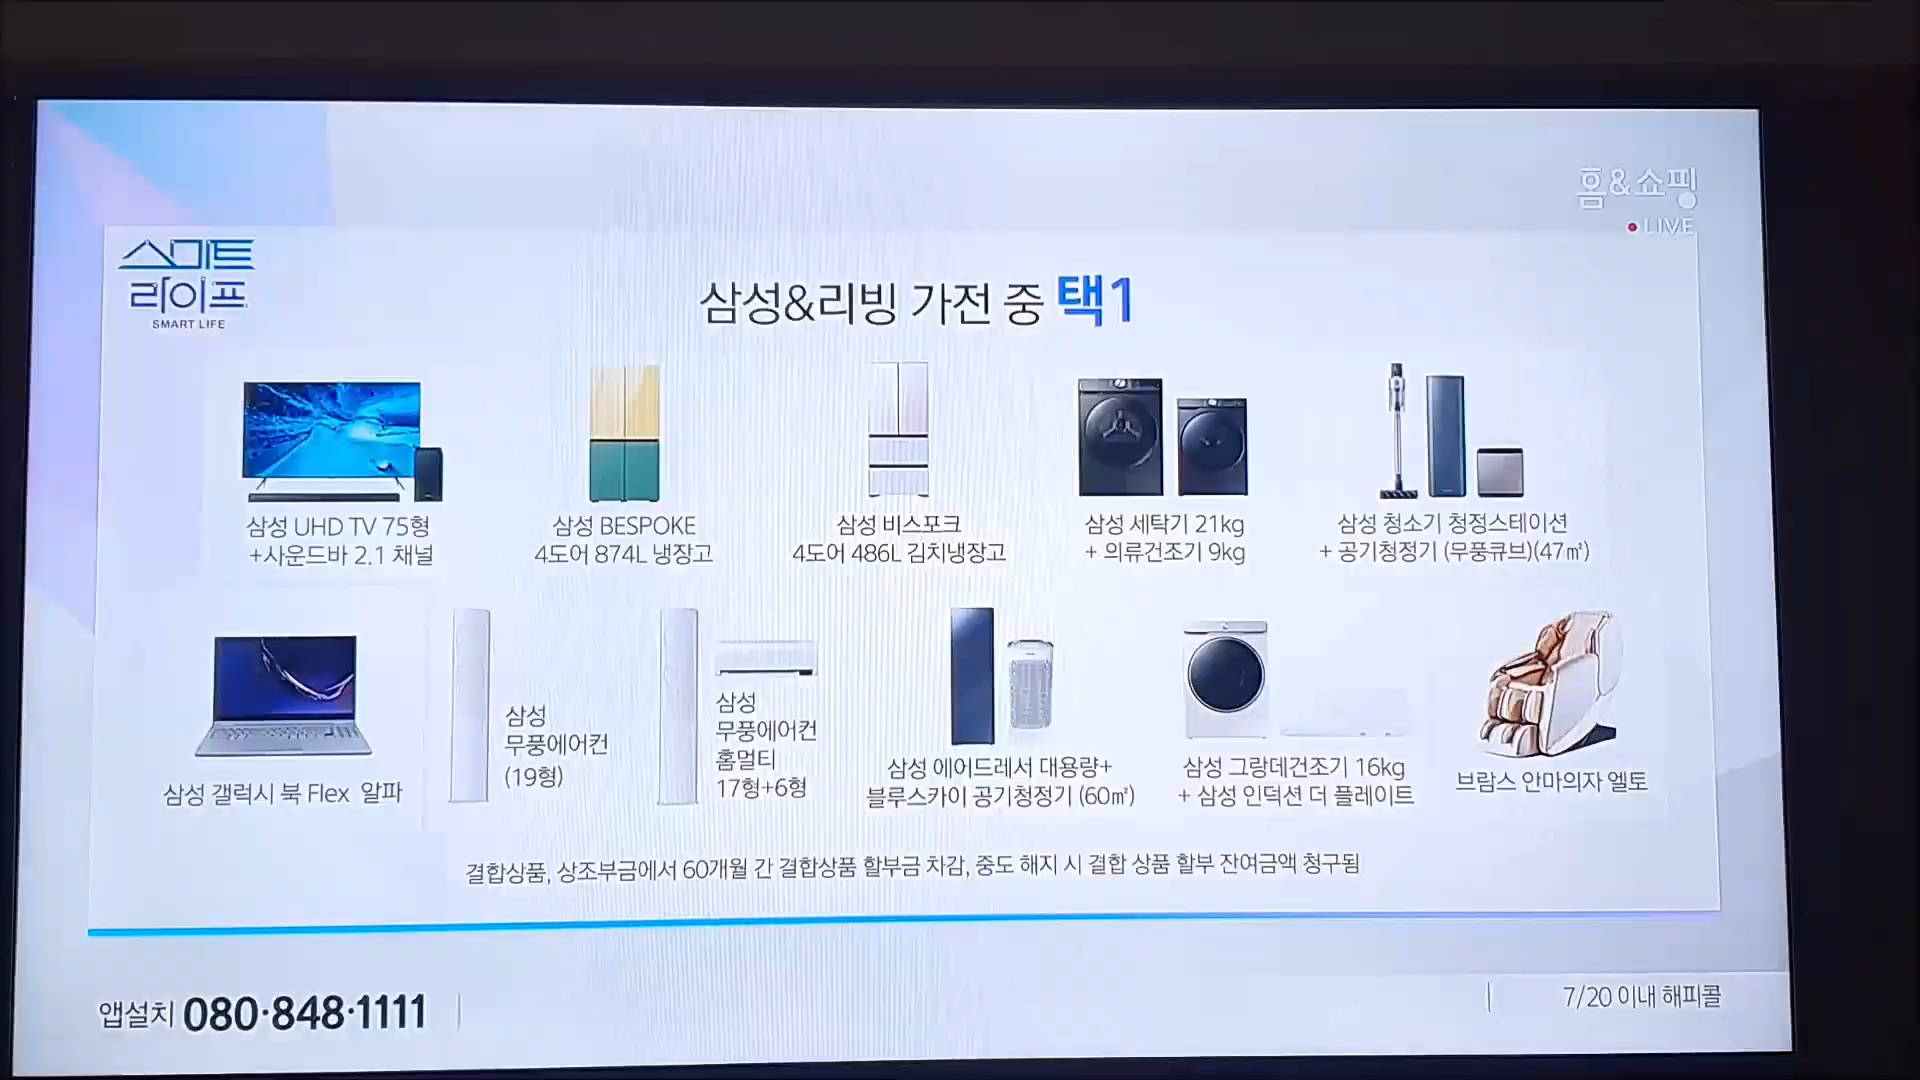 홈&쇼핑
LIVE
스마트
라이프
SMART LIFE
삼성&리빙 가전 중 택1
삼성 UHD TV 75형
+사운드바 2.1 채널
삼성 BESPOKE
4도어 874L 냉장고
삼성 비스포크
4도어 486L 김치냉장고
삼성 세탁기 21kg
+ 의류건조기 9kg
삼성 청소기 청정스테이션
+ 공기청정기 (무풍큐브)(47㎡)
삼성 갤럭시 북 Flex 알파
삼성
무풍에어컨
(19형)
삼성
무풍에어컨
홈멀티
17형+6형
삼성 에어드레서 대용량+
블루스카이 공기청정기 (60㎡)
삼성 그랑데건조기 16kg
+ 삼성 인덕션 더 플레이트
브람스 안마의자 엘토
결합상품, 상조부금에서 60개월 간 결합상품 할부금 차감, 중도 해지 시 결합 상품 할부 잔여금액 청구됨
앱설치 080·848·1111
7/20 이내 해피콜